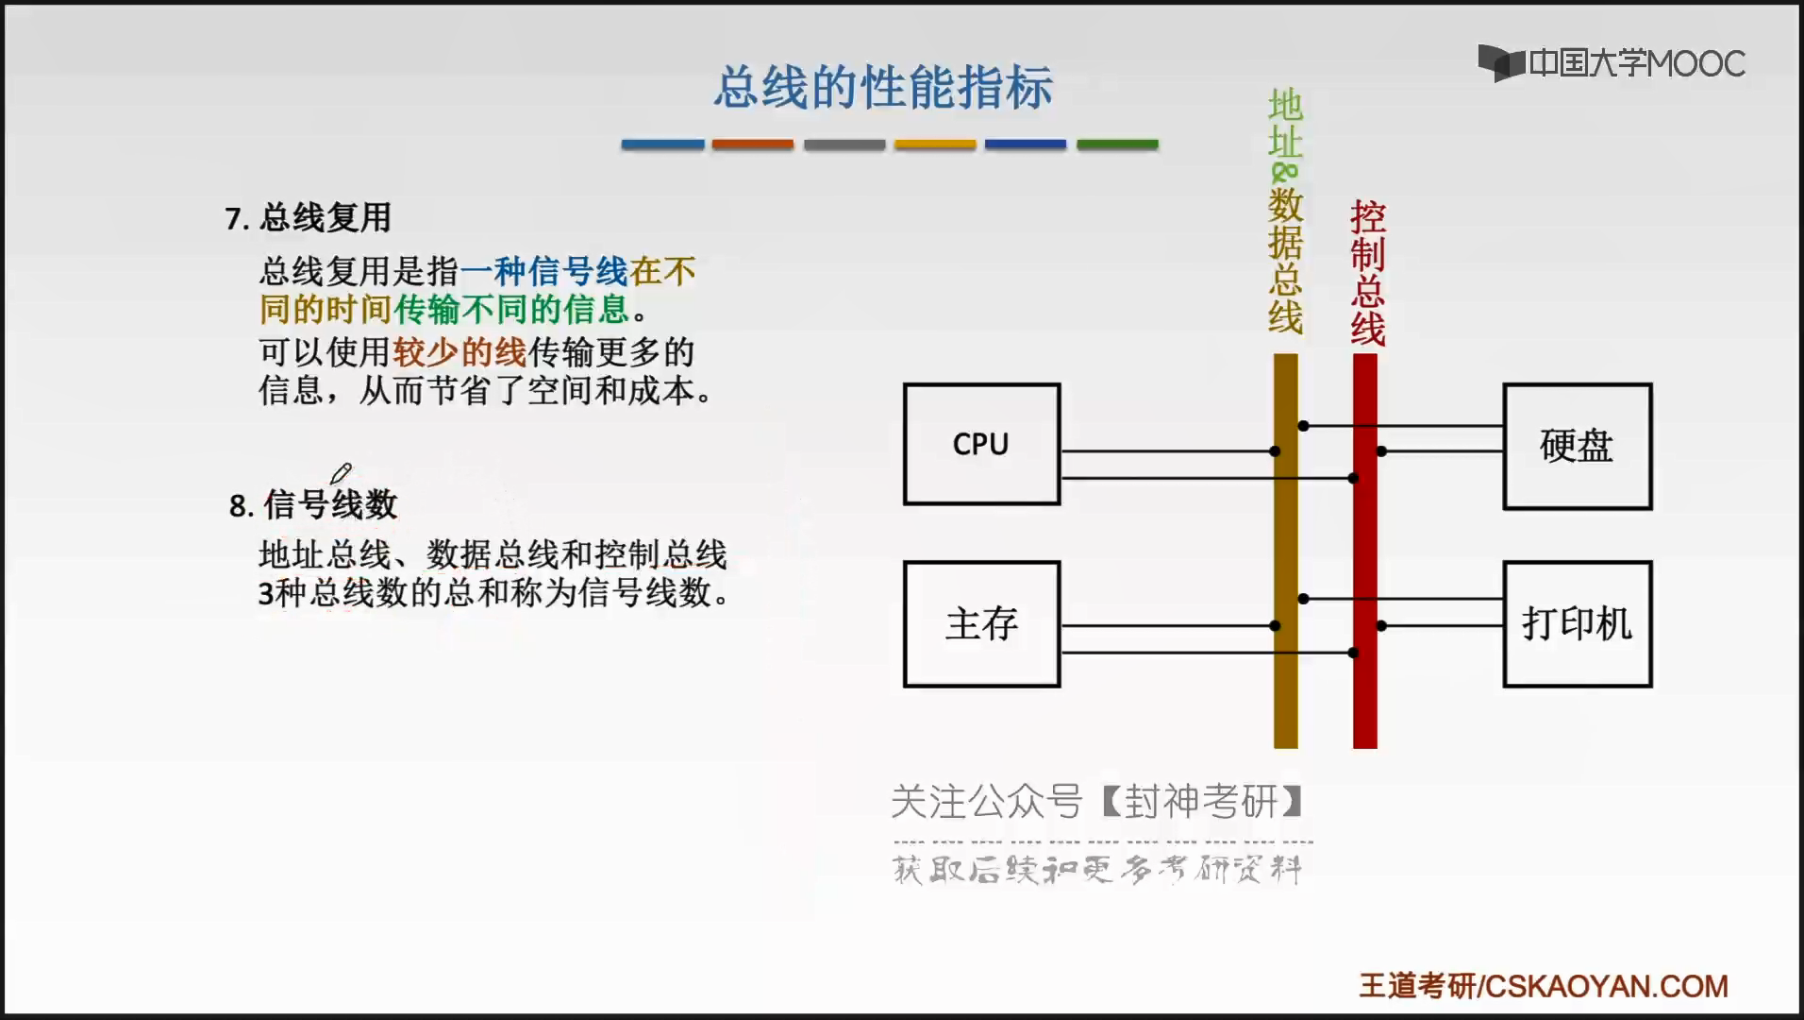 中国大学MOOC
总线的性能指标
7. 总线复用
总线复用是指一种信号线在不
同的时间传输不同的信息。
可以使用较少的线传输更多的
信息，从而节省了空间和成本。
8. 信号线数
地址总线、数据总线和控制总线
3种总线数的总和称为信号线数。
地址&数据总线
控制总线
CPU
硬盘
主存
打印机
关注公众号【封神考研】
获取后续和更多考研资料
王道考研/CSKAOYAN.COM